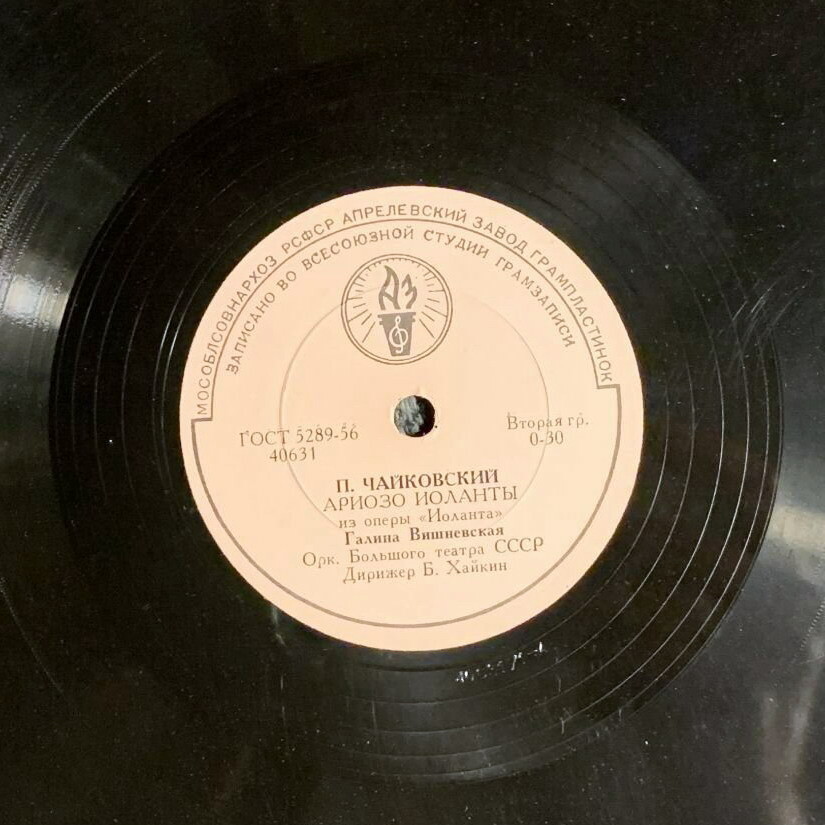 МОСОБЛСОВНАРХОЗ РСФСР АПРЕЛЕВСКИЙ ЗАВОД ГРАМПЛАСТИНОК
ЗАПИСАНО ВО ВСЕСОЮЗНОЙ СТУДИИ ГРАМЗАПИСИ
АЗ
ГОСТ 5289-56
40631
Вторая гр.
0-30
П. ЧАЙКОВСКИЙ
АРИОЗО ИОЛАНТЫ
из оперы «Иоланта»
Галина Вишневская
Орк. Большого театра СССР
Дирижер Б. Хайкин